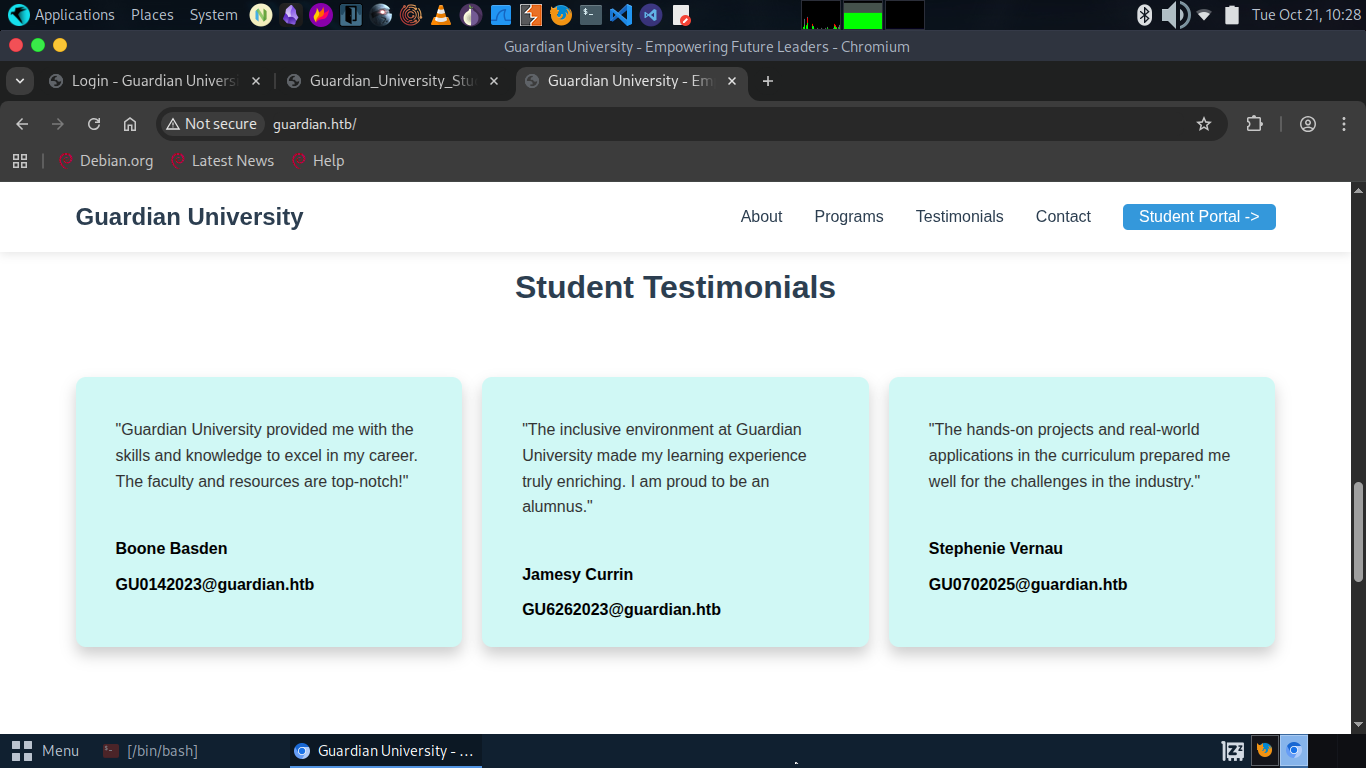 Applications Places System Tue Oct 21, 10:28
Guardian University - Empowering Future Leaders - Chromium
Login - Guardian Univers Guardian_University_Stu Guardian University - Em
Not secure guardian.htb/
Debian.org Latest News Help
Guardian University About Programs Testimonials Contact Student Portal ->
Student Testimonials
"Guardian University provided me with the
skills and knowledge to excel in my career.
The faculty and resources are top-notch!"
Boone Basden
GU0142023@guardian.htb
"The inclusive environment at Guardian
University made my learning experience
truly enriching. I am proud to be an
alumnus."
Jamesy Currin
GU6262023@guardian.htb
"The hands-on projects and real-world
applications in the curriculum prepared me
well for the challenges in the industry."
Stephenie Vernau
GU0702025@guardian.htb
Menu [/bin/bash] Guardian University - ...